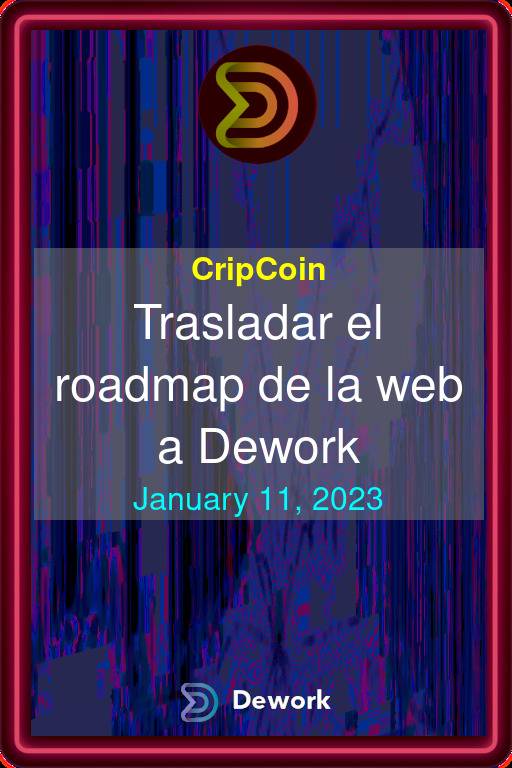 CripCoin
Trasladar el
roadmap de la web
a Dework
January 11, 2023
Dework